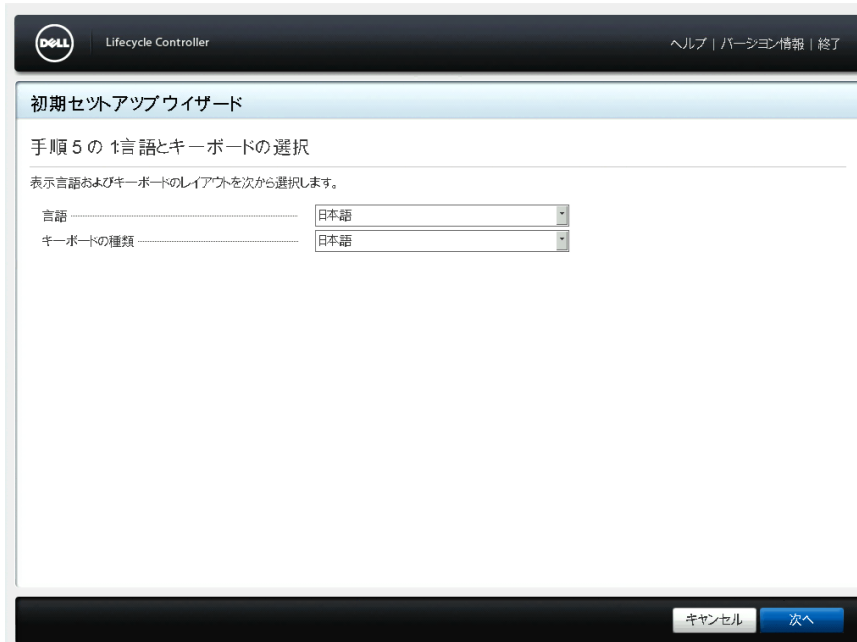 DELL Lifecycle Controller ヘルプ | バージョン情報 | 終了
初期セットアップウイザード
手順 5 の 1:言語とキーボードの選択
表示言語およびキーボードのレイアウトを次から選択します。
言語 日本語
キーボードの種類 日本語
キャンセル 次へ